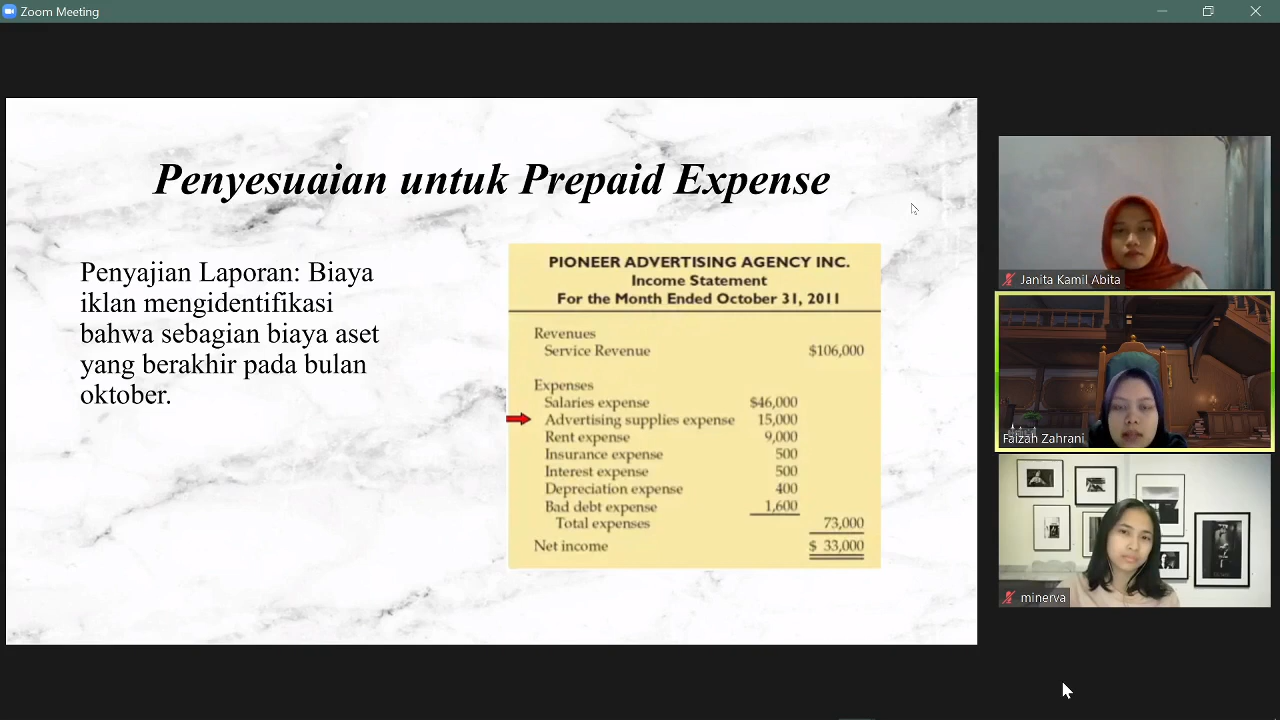 Zoom Meeting
Penyesuaian untuk Prepaid Expense
Penyajian Laporan: Biaya
iklan mengidentifikasi
bahwa sebagian biaya aset
yang berakhir pada bulan
oktober.
PIONEER ADVERTISING AGENCY INC.
Income Statement
For the Month Ended October 31, 2011
Revenues
Service Revenue $106,000
Expenses
Salaries expense $46,000
Advertising supplies expense 15,000
Rent expense 9,000
Insurance expense 500
Interest expense 500
Depreciation expense 400
Bad debt expense 1,600
Total expenses 73,000
Net income $ 33,000
Janita Kamil Abita
Faizah Zahrani
minerva